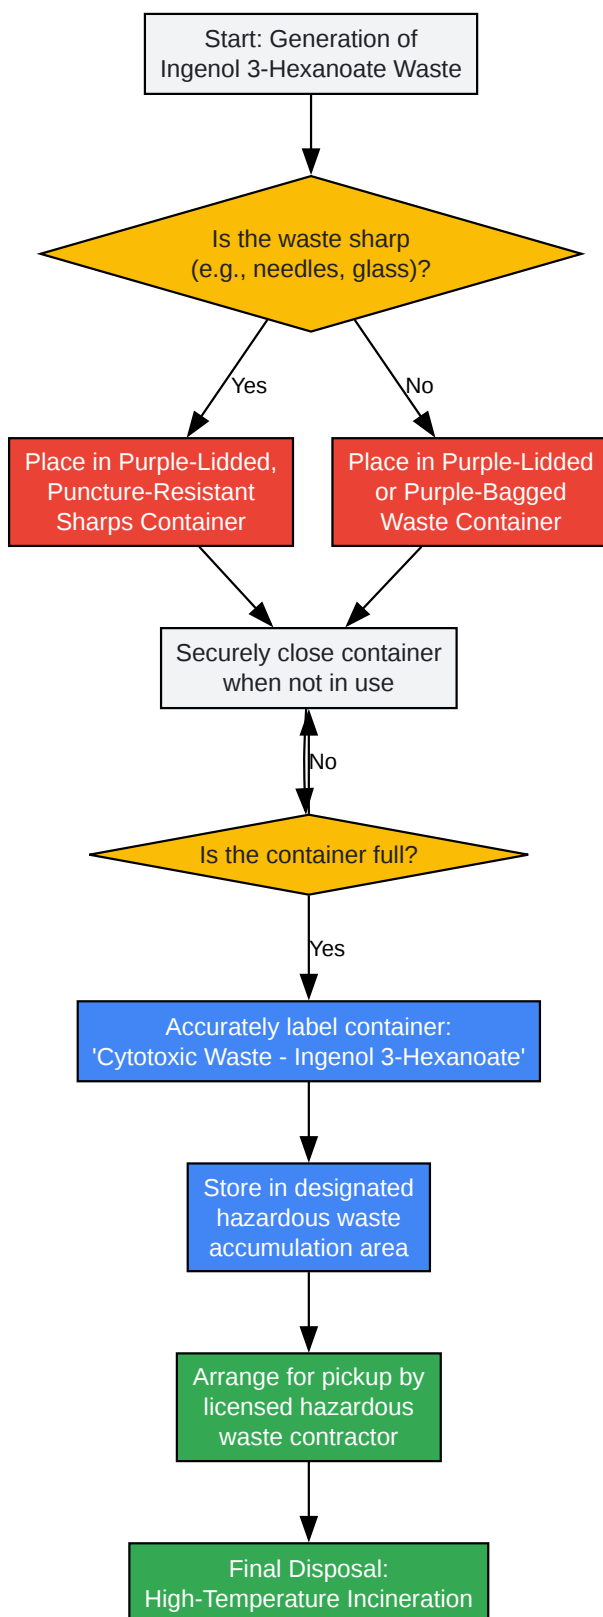 Start: Generation of
Ingenol 3-Hexanoate Waste
Is the waste sharp
(e.g., needles, glass)?
Yes
No
Place in Purple-Lidded,
Puncture-Resistant
Sharps Container
Place in Purple-Lidded
or Purple-Bagged
Waste Container
Securely close container
when not in use
No
Is the container full?
Yes
Accurately label container:
'Cytotoxic Waste - Ingenol 3-Hexanoate'
Store in designated
hazardous waste
accumulation area
Arrange for pickup by
licensed hazardous
waste contractor
Final Disposal:
High-Temperature Incineration